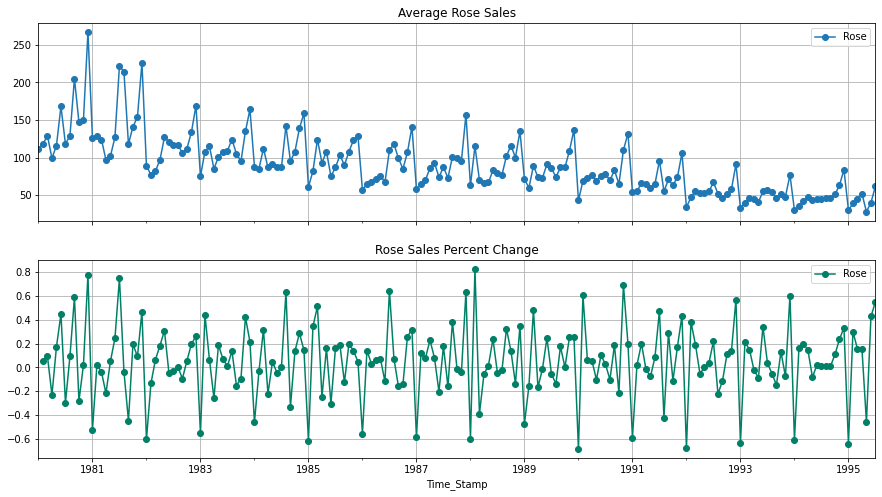 Average Rose Sales
Rose
250
200
150
100
50
Rose Sales Percent Change
Rose
0.8
0.6
0.4
0.2
0.0
−0.2
−0.4
−0.6
1981 1983 1985 1987 1989 1991 1993 1995
Time_Stamp